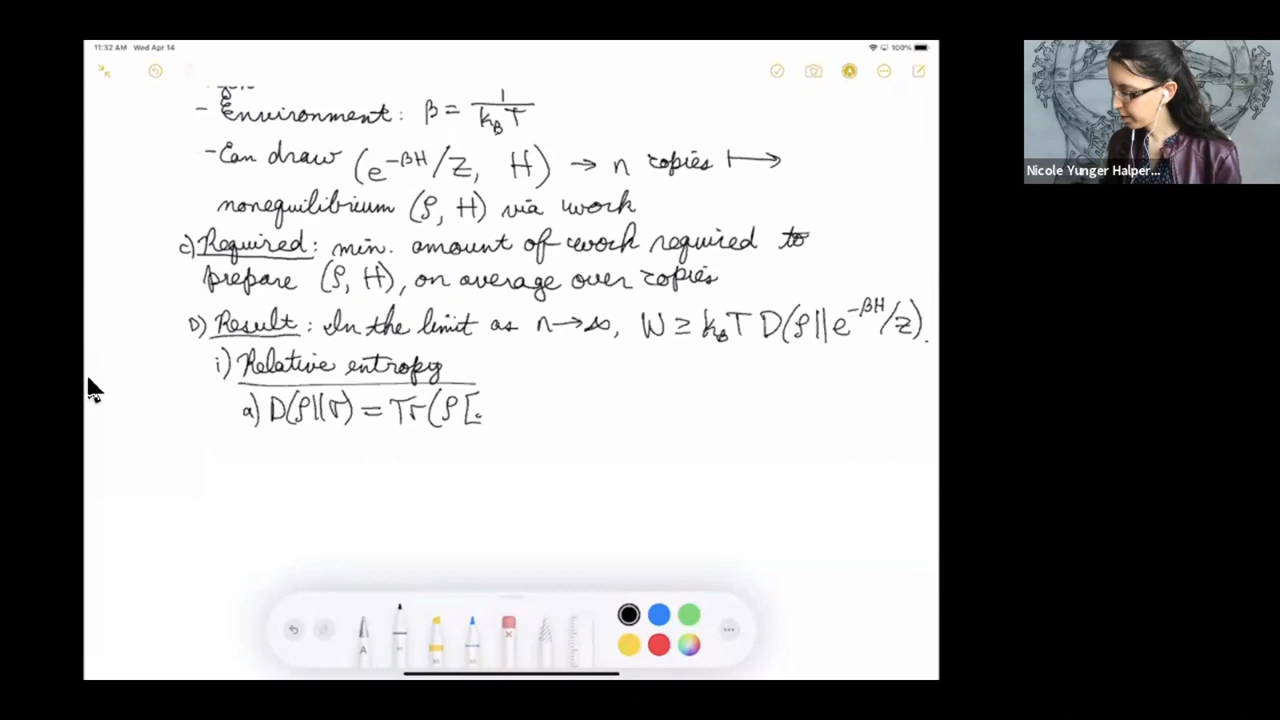 11:32 AM Wed Apr 14
100%
- Environment: β = 1/(k_B T)
- Can draw (e^{-βH}/Z, H) → n copies ↦
nonequilibrium (ρ, H) via work
c) Required: min. amount of work required to
prepare (ρ, H), on average over copies
D) Result: In the limit as n→∞, W ≥ k_B T D(ρ||e^{-βH}/Z).
i) Relative entropy
a) D(ρ||σ) = Tr(ρ [
Nicole Yunger Halper...